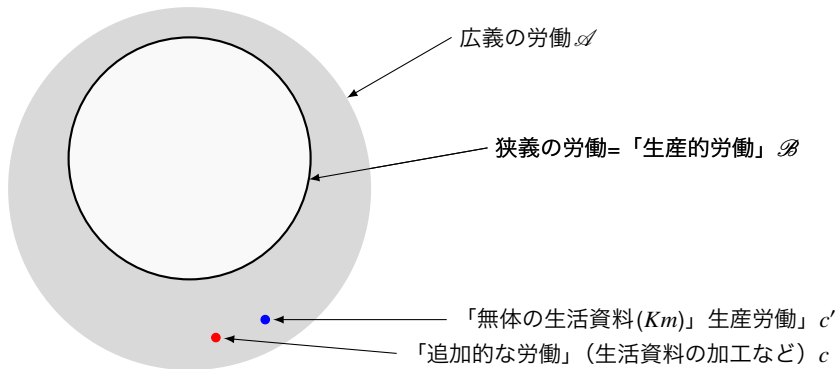 広義の労働𝒜
狭義の労働=「生産的労働」ℬ
「無体の生活資料(Km)」生産労働」c′
「追加的な労働」(生活資料の加工など)c